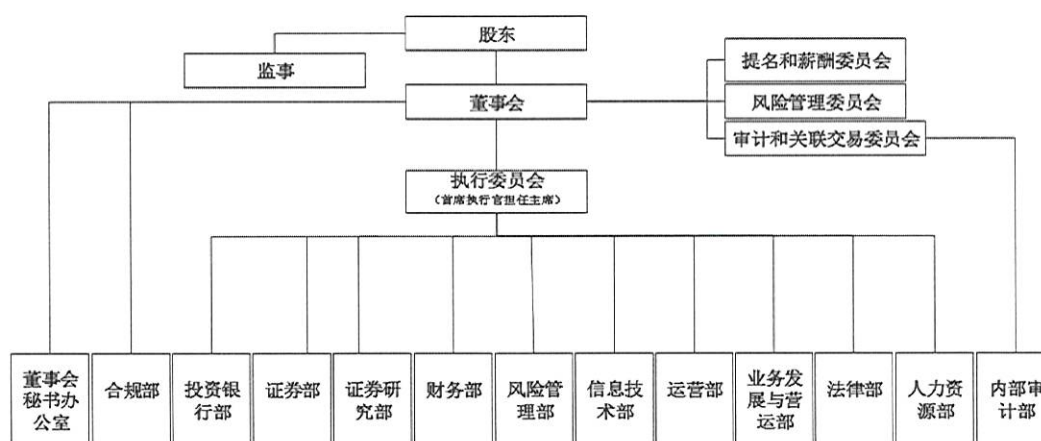 股东
监事
提名和薪酬委员会
董事会
风险管理委员会
审计和关联交易委员会
执行委员会
（首席执行官担任主席）
董事会
秘书办
公室
合规部
投资银
行部
证券部
证券研
究部
财务部
风险管
理部
信息技
术部
运营部
业务发
展与营
运部
法律部
人力资
源部
内部审
计部